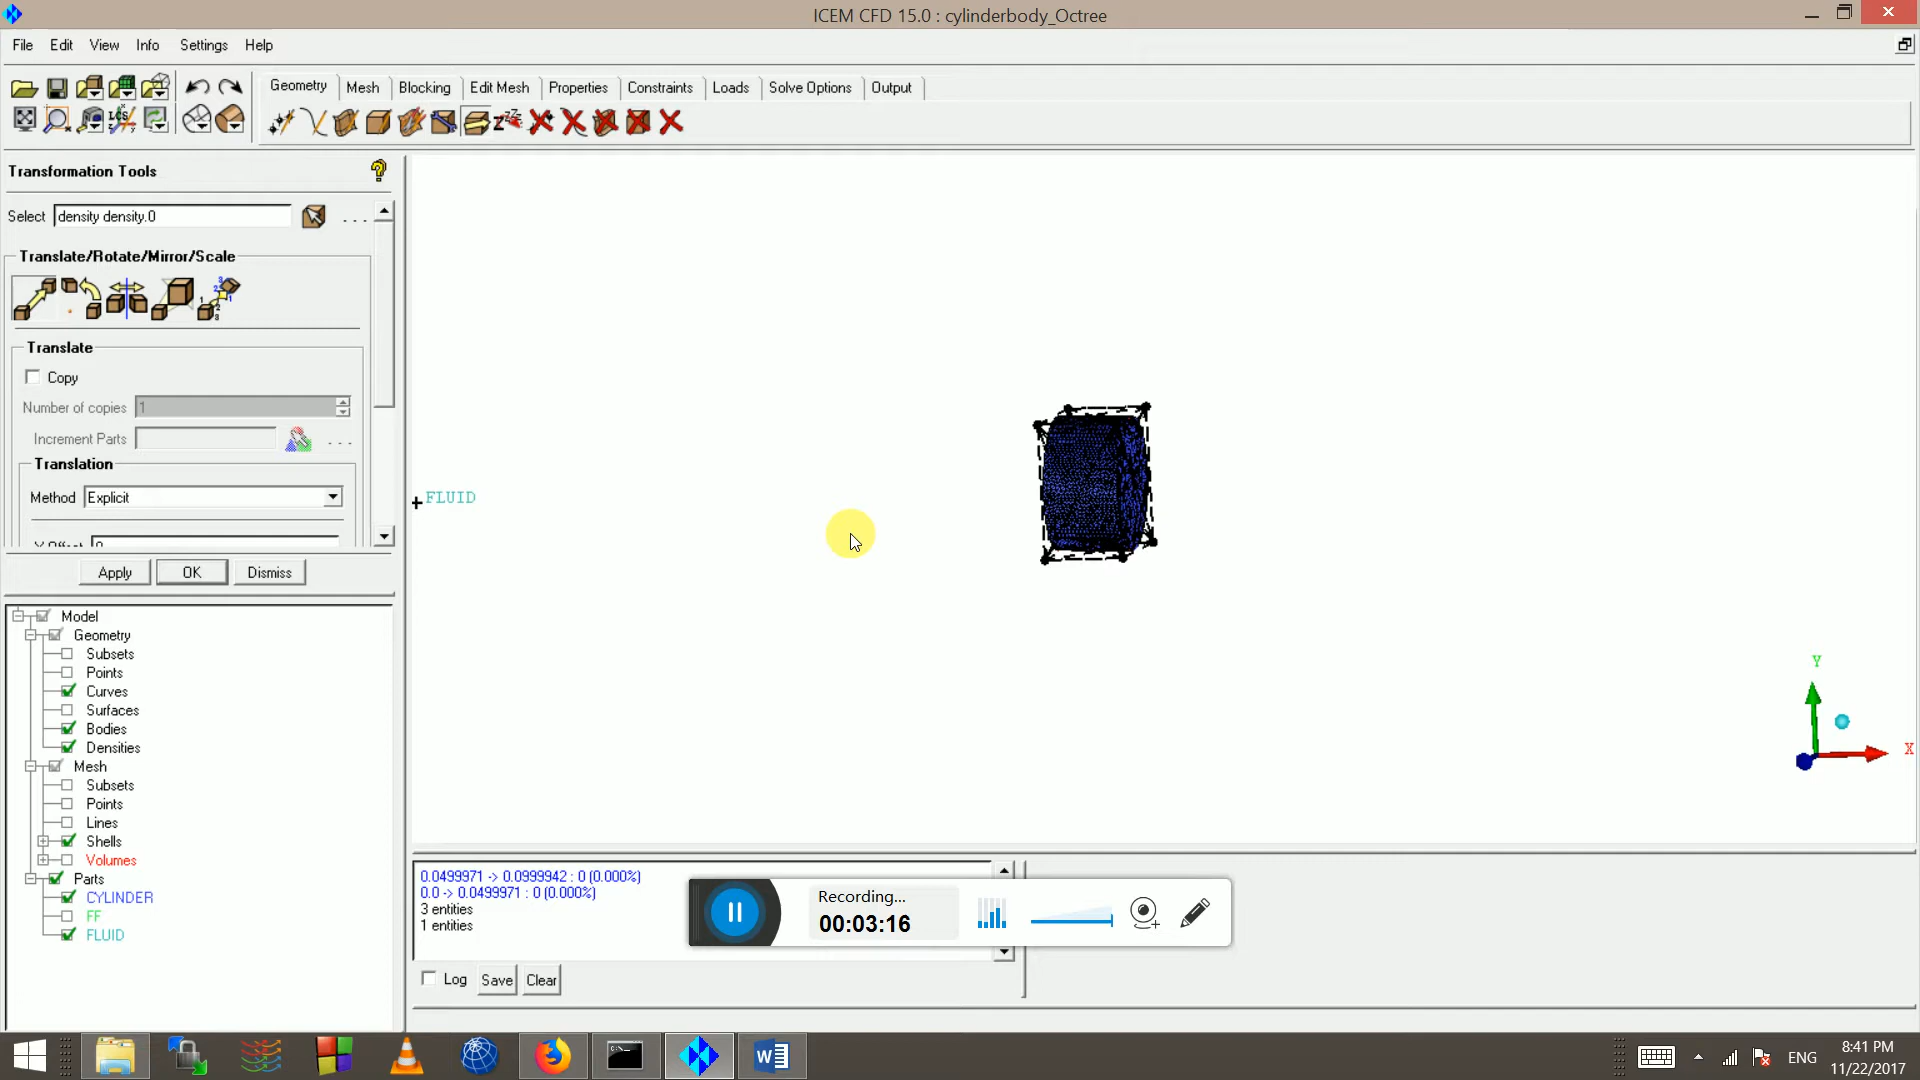 ICEM CFD 15.0 : cylinderbody_Octree
File Edit View Info Settings Help
Geometry Mesh Blocking Edit Mesh Properties Constraints Loads Solve Options Output
Transformation Tools
Select density density.0
Translate/Rotate/Mirror/Scale
Translate
Copy
Number of copies 1
Increment Parts
Translation
Method Explicit
Apply OK Dismiss
FLUID
Model
Geometry
Subsets
Points
Curves
Surfaces
Bodies
Densities
Mesh
Subsets
Points
Lines
Shells
Volumes
Parts
CYLINDER
FF
FLUID
Y
X
0.0499971 -> 0.0999942 : 0 (0.000%)
0.0 -> 0.0499971 : 0 (0.000%)
3 entities
1 entities
Recording...
00:03:16
Log Save Clear
ENG
8:41 PM
11/22/2017